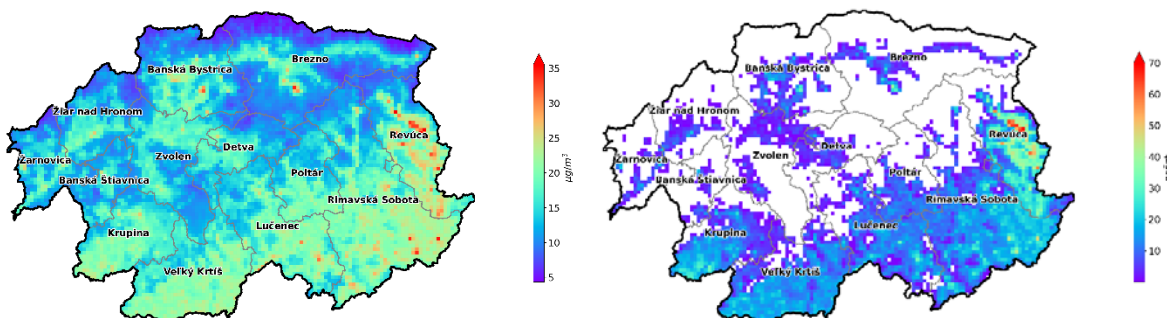 Banská Bystrica
Brezno
Žiar nad Hronom
Revúca
Žarnovica
Zvolen
Detva
Banská Štiavnica
Poltár
Rimavská Sobota
Krupina
Lučenec
Veľký Krtíš
35
30
25
20
15
10
5
µg/m³
Banská Bystrica
Brezno
Žiar nad Hronom
Revúca
Žarnovica
Zvolen
Detva
Banská Štiavnica
Poltár
Rimavská Sobota
Krupina
Lučenec
Veľký Krtíš
70
60
50
40
30
20
10